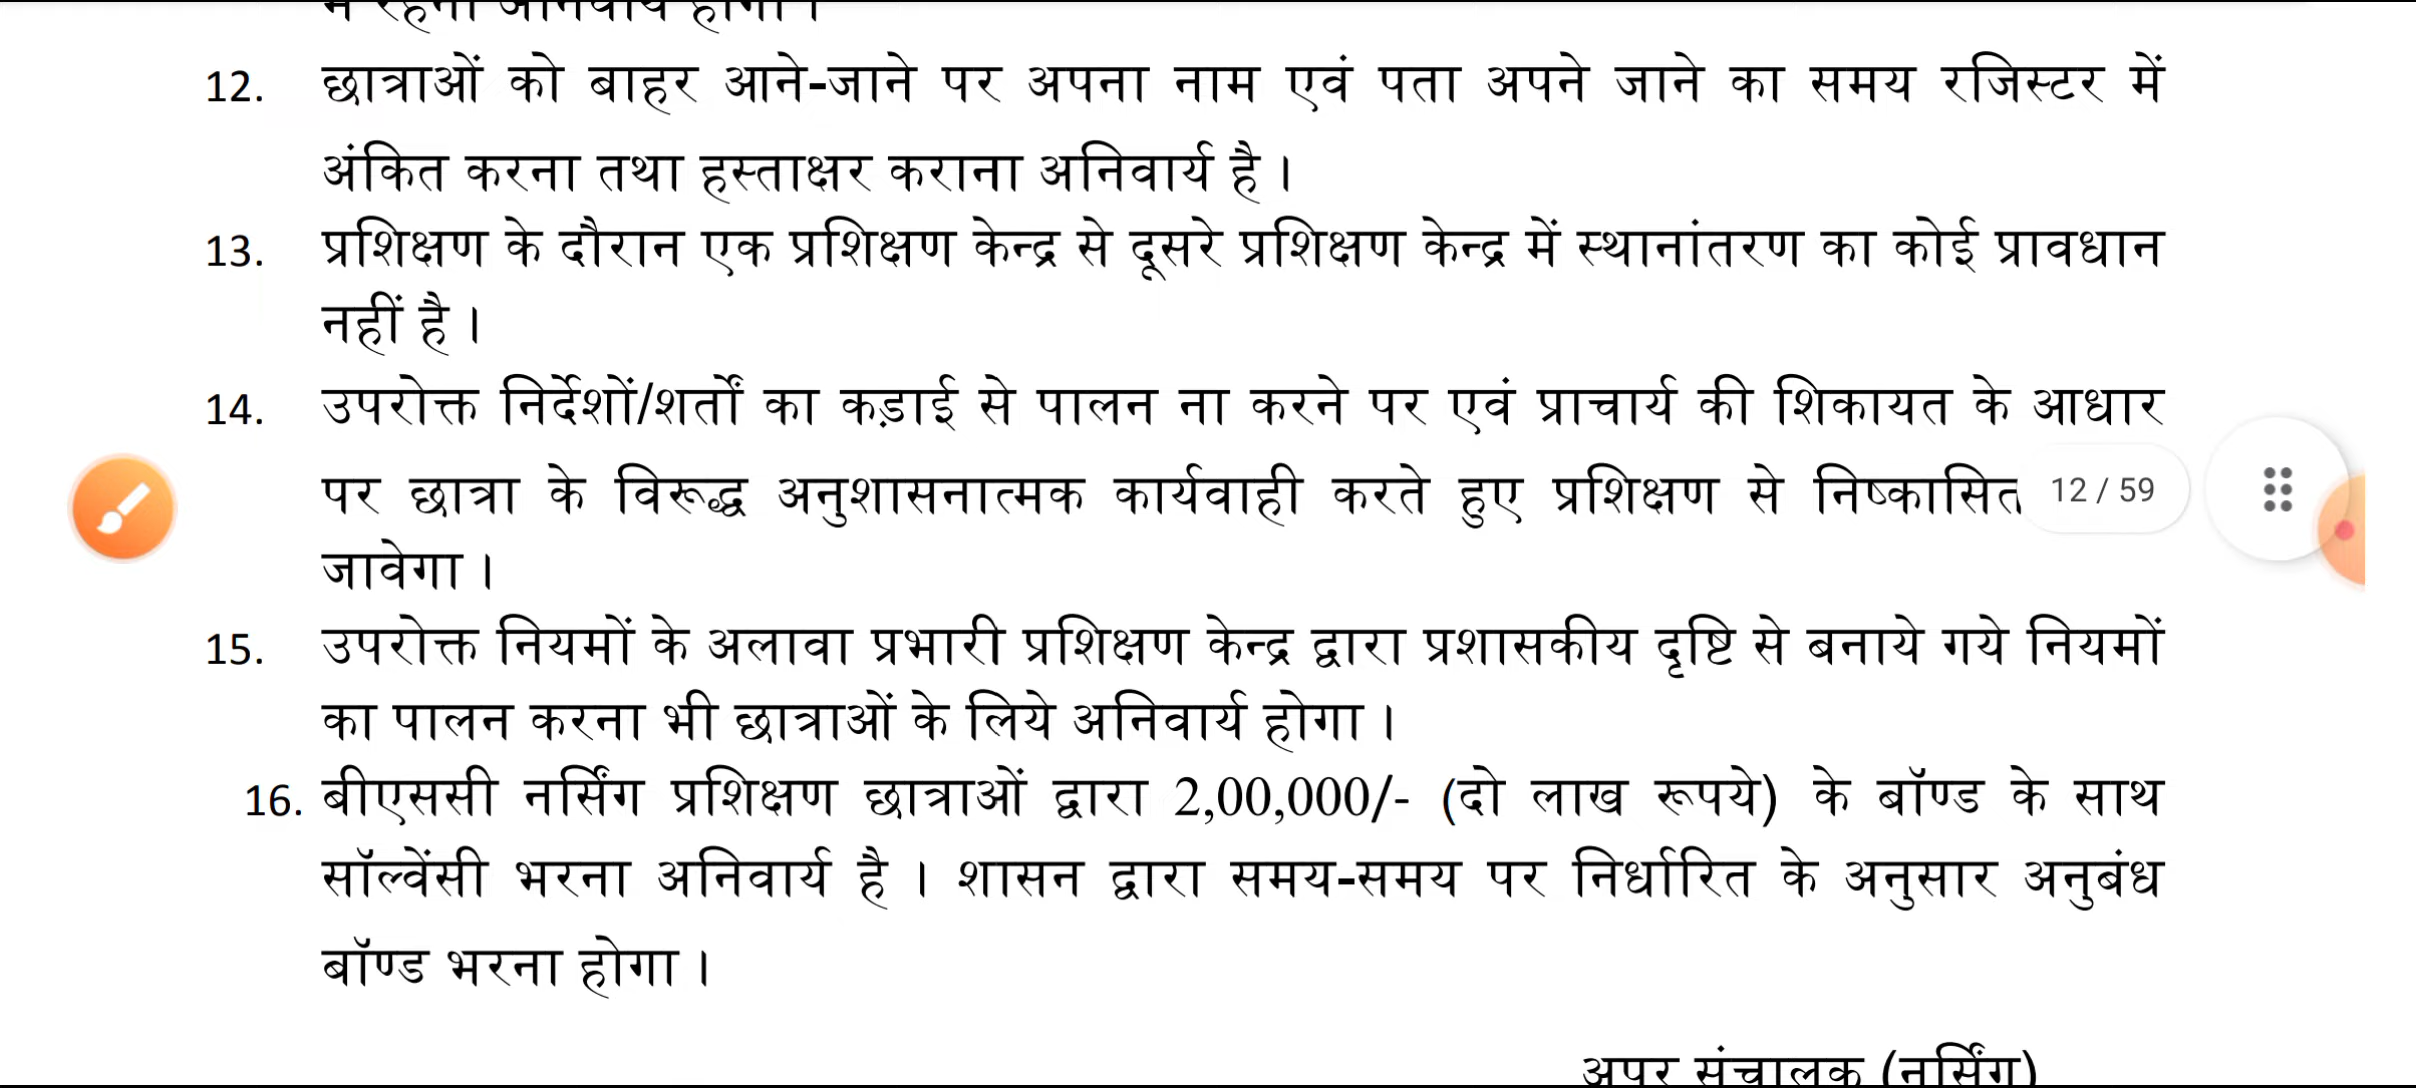 में रहना अनिवार्य होगा ।
12. छात्राओं को बाहर आने-जाने पर अपना नाम एवं पता अपने जाने का समय रजिस्टर में
अंकित करना तथा हस्ताक्षर कराना अनिवार्य है ।
13. प्रशिक्षण के दौरान एक प्रशिक्षण केन्द्र से दूसरे प्रशिक्षण केन्द्र में स्थानांतरण का कोई प्रावधान
नहीं है ।
14. उपरोक्त निर्देशों/शर्तों का कड़ाई से पालन ना करने पर एवं प्राचार्य की शिकायत के आधार
पर छात्रा के विरूद्ध अनुशासनात्मक कार्यवाही करते हुए प्रशिक्षण से निष्कासित
12 / 59
जावेगा ।
15. उपरोक्त नियमों के अलावा प्रभारी प्रशिक्षण केन्द्र द्वारा प्रशासकीय दृष्टि से बनाये गये नियमों
का पालन करना भी छात्राओं के लिये अनिवार्य होगा ।
16. बीएससी नर्सिंग प्रशिक्षण छात्राओं द्वारा 2,00,000/- (दो लाख रूपये) के बॉण्ड के साथ
सॉल्वेंसी भरना अनिवार्य है । शासन द्वारा समय-समय पर निर्धारित के अनुसार अनुबंध
बॉण्ड भरना होगा ।
अपर संचालक (नर्सिंग)